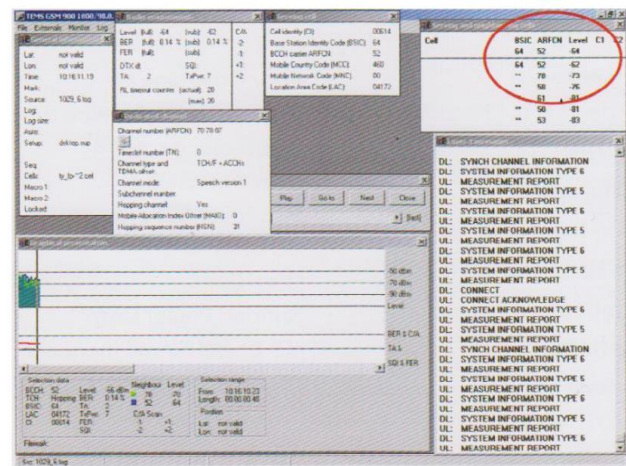 TEMS GSM 900 1800/98.0.
File Externals Monitor Log
Lat: not valid
Lon: not valid
Time 10:16:11.19
Mark:
Source 1029_6.log
Log:
Log size:
Auto:
Setup:
Seq
Cells
Macro 1
Macro 2
Locked
Level (full) -64 (sub) -62
BER (full) 0.14 % (sub) 0.14 %
FER (full) (sub)
DTX dl: SQI:
TA: 2 TxPwr: 7
RL timeout counter (actual) 20
(max) 20
C/A
-2:
-1:
+1:
+2:
Serving cell
Cell identity (CI) 00614
Base Station Identity Code (BSIC) 64
BCCH carrier ARFCN 52
Mobile Country Code (MCC) 460
Mobile Network Code (MNC) 00
Location Area Code (LAC) 04172
Dedicated channel
Channel number (ARFCN) 70 78 87
Timeslot number (TN) 0
Channel type and TCH/F + ACCHs
TDMA offset
Channel mode Speech version 1
Subchannel number
Hopping channel Yes
Mobile Allocation Index Offset (MAIO) 0
Hopping sequence number (HSN) 31
Play Go to Next Close
[last]
Cell BSIC ARFCN Level C1 C2
64 52 -64
64 52 -62
** 70 -73
** 58 -76
61 -81
** 50 -81
** 53 -83
DL: SYNCH CHANNEL INFORMATION
DL: SYSTEM INFORMATION TYPE 6
UL: MEASUREMENT REPORT
DL: SYSTEM INFORMATION TYPE 5
UL: MEASUREMENT REPORT
DL: SYSTEM INFORMATION TYPE 6
UL: MEASUREMENT REPORT
DL: SYSTEM INFORMATION TYPE 5
UL: MEASUREMENT REPORT
DL: SYSTEM INFORMATION TYPE 6
UL: MEASUREMENT REPORT
DL: CONNECT
UL: CONNECT ACKNOWLEDGE
DL: SYSTEM INFORMATION TYPE 6
UL: MEASUREMENT REPORT
DL: SYSTEM INFORMATION TYPE 5
UL: MEASUREMENT REPORT
DL: SYNCH CHANNEL INFORMATION
DL: SYSTEM INFORMATION TYPE 6
UL: MEASUREMENT REPORT
DL: SYSTEM INFORMATION TYPE 5
UL: MEASUREMENT REPORT
DL: SYSTEM INFORMATION TYPE 6
UL: MEASUREMENT REPORT
DL: SYSTEM INFORMATION TYPE 5
UL: MEASUREMENT REPORT
DL: SYSTEM INFORMATION TYPE 6
UL: MEASUREMENT REPORT
Graphical presentation
-50 dBm
-70 dBm
-90 dBm
Level
BER & C/A
TA &
SQI & FER
Selection data
BCCH: 52 Level: -66 dBm Neighbour Level
TCH: Hopping BER: 0.14 % 70 -70
BSIC: 64 TA: 2 52 -64
LAC: 04172 TxPwr: 7 C/A Scan
CI: 00614 FER: -1: +1:
SQI: -2: +2:
Selection range
From: 10:16:10.23
Length: 00:00:00.48
Position
Lat: not valid
Lon: not valid
Filemark:
Src: 1029_6.log